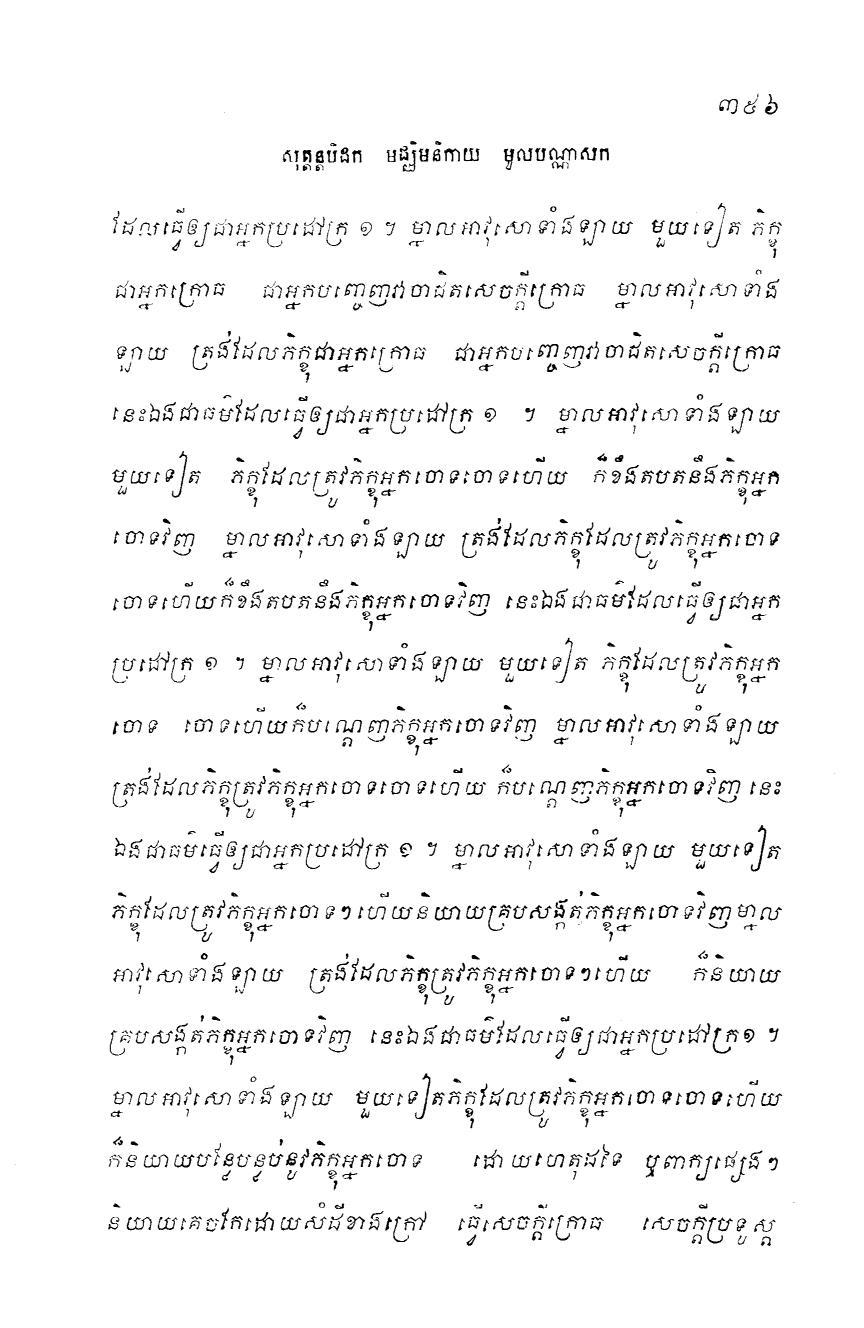 ៣៥៦
សុត្តន្តបិដក មជ្ឈិមនិកាយ មូលបណ្ណាសក
ដែលធ្វើឲ្យជាអ្នកប្រដៅក្រ ១ ។ ម្នាលអាវុសោទាំងឡាយ មួយទៀត ភិក្ខុ
ជាអ្នកក្រោធ ជាអ្នកបញ្ចេញវាចាជិតសេចក្តីក្រោធ ម្នាលអាវុសោទាំង
ឡាយ ត្រង់ដែលភិក្ខុជាអ្នកក្រោធ ជាអ្នកបញ្ចេញវាចាជិតសេចក្តីក្រោធ
នេះឯងជាធម៌ដែលធ្វើឲ្យជាអ្នកប្រដៅក្រ ១ ។ ម្នាលអាវុសោទាំងឡាយ
មួយទៀត ភិក្ខុដែលត្រូវភិក្ខុអ្នកចោទចោទហើយ ក៏ខឹងតបតនឹងភិក្ខុអ្នក
ចោទវិញ ម្នាលអាវុសោទាំងឡាយ ត្រង់ដែលភិក្ខុដែលត្រូវភិក្ខុអ្នកចោទ
ចោទហើយក៏ខឹងតបតនឹងភិក្ខុអ្នកចោទវិញ នេះឯងជាធម៌ដែលធ្វើឲ្យជាអ្នក
ប្រដៅក្រ ១ ។ ម្នាលអាវុសោទាំងឡាយ មួយទៀត ភិក្ខុដែលត្រូវភិក្ខុអ្នក
ចោទ ចោទហើយក៏បណ្តេញភិក្ខុអ្នកចោទវិញ ម្នាលអាវុសោទាំងឡាយ
ត្រង់ដែលភិក្ខុត្រូវភិក្ខុអ្នកចោទចោទហើយ ក៏បណ្តេញភិក្ខុអ្នកចោទវិញ នេះ
ឯងជាធម៌ធ្វើឲ្យជាអ្នកប្រដៅក្រ ១ ។ ម្នាលអាវុសោទាំងឡាយ មួយទៀត
ភិក្ខុដែលត្រូវភិក្ខុអ្នកចោទៗហើយនិយាយគ្របសង្កត់ភិក្ខុអ្នកចោទវិញម្នាល
អាវុសោទាំងឡាយ ត្រង់ដែលភិក្ខុត្រូវភិក្ខុអ្នកចោទៗហើយ ក៏និយាយ
គ្របសង្កត់ភិក្ខុអ្នកចោទវិញ នេះឯងជាធម៌ដែលធ្វើឲ្យជាអ្នកប្រដៅក្រ១ ។
ម្នាលអាវុសោទាំងឡាយ មួយទៀតភិក្ខុដែលត្រូវភិក្ខុអ្នកចោទចោទហើយ
ក៏និយាយបន្ទែបន្ទប់នូវភិក្ខុអ្នកចោទ ដោយហេតុដទៃ ឬពាក្យផ្សេងៗ
និយាយគេចកែដោយសំដីខាងក្រៅ ធ្វើសេចក្តីក្រោធ សេចក្តីប្រទូស្ត